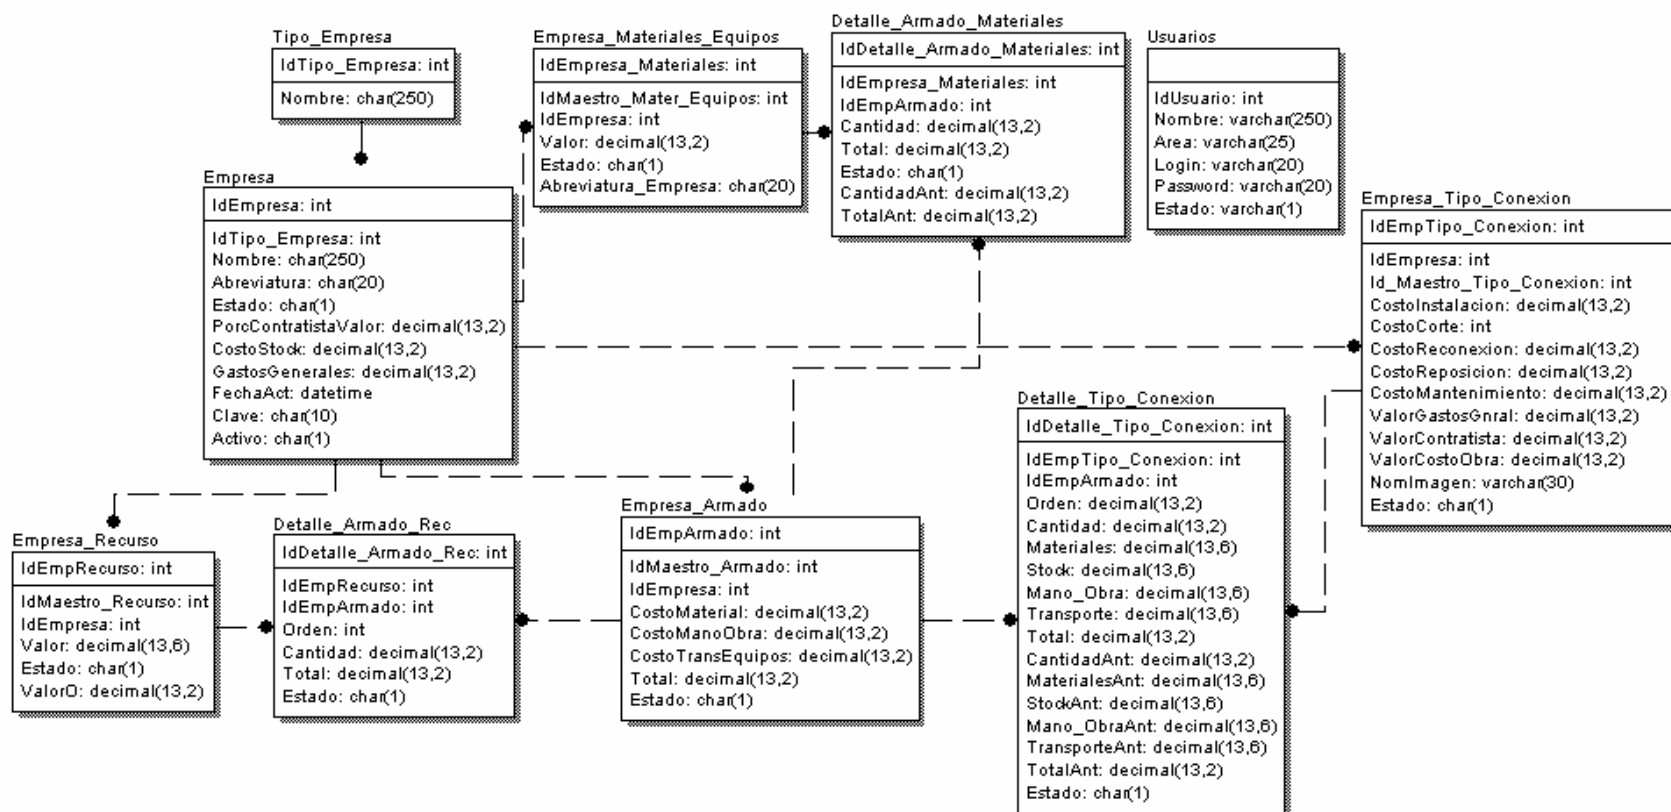 Tipo_Empresa
IdTipo_Empresa: int
Nombre: char(250)
Empresa_Materiales_Equipos
IdEmpresa_Materiales: int
IdMaestro_Mater_Equipos: int
IdEmpresa: int
Valor: decimal(13,2)
Estado: char(1)
Abreviatura_Empresa: char(20)
Detalle_Armado_Materiales
IdDetalle_Armado_Materiales: int
IdEmpresa_Materiales: int
IdEmpArmado: int
Cantidad: decimal(13,2)
Total: decimal(13,2)
Estado: char(1)
CantidadAnt: decimal(13,2)
TotalAnt: decimal(13,2)
Usuarios
IdUsuario: int
Nombre: varchar(250)
Area: varchar(25)
Login: varchar(20)
Password: varchar(20)
Estado: varchar(1)
Empresa
IdEmpresa: int
IdTipo_Empresa: int
Nombre: char(250)
Abreviatura: char(20)
Estado: char(1)
PorcContratistaValor: decimal(13,2)
CostoStock: decimal(13,2)
GastosGenerales: decimal(13,2)
FechaAct: datetime
Clave: char(10)
Activo: char(1)
Empresa_Tipo_Conexion
IdEmpTipo_Conexion: int
IdEmpresa: int
Id_Maestro_Tipo_Conexion: int
CostoInstalacion: decimal(13,2)
CostoCorte: int
CostoReconexion: decimal(13,2)
CostoReposicion: decimal(13,2)
CostoMantenimiento: decimal(13,2)
ValorGastosGnral: decimal(13,2)
ValorContratista: decimal(13,2)
ValorCostoObra: decimal(13,2)
NomImagen: varchar(30)
Estado: char(1)
Empresa_Recurso
IdEmpRecurso: int
IdMaestro_Recurso: int
IdEmpresa: int
Valor: decimal(13,6)
Estado: char(1)
ValorO: decimal(13,2)
Detalle_Armado_Rec
IdDetalle_Armado_Rec: int
IdEmpRecurso: int
IdEmpArmado: int
Orden: int
Cantidad: decimal(13,2)
Total: decimal(13,2)
Estado: char(1)
Empresa_Armado
IdEmpArmado: int
IdMaestro_Armado: int
IdEmpresa: int
CostoMaterial: decimal(13,2)
CostoManoObra: decimal(13,2)
CostoTransEquipos: decimal(13,2)
Total: decimal(13,2)
Estado: char(1)
Detalle_Tipo_Conexion
IdDetalle_Tipo_Conexion: int
IdEmpTipo_Conexion: int
IdEmpArmado: int
Orden: decimal(13,2)
Cantidad: decimal(13,2)
Materiales: decimal(13,6)
Stock: decimal(13,6)
Mano_Obra: decimal(13,6)
Transporte: decimal(13,6)
Total: decimal(13,2)
CantidadAnt: decimal(13,2)
MaterialesAnt: decimal(13,6)
StockAnt: decimal(13,6)
Mano_ObraAnt: decimal(13,6)
TransporteAnt: decimal(13,6)
TotalAnt: decimal(13,2)
Estado: char(1)